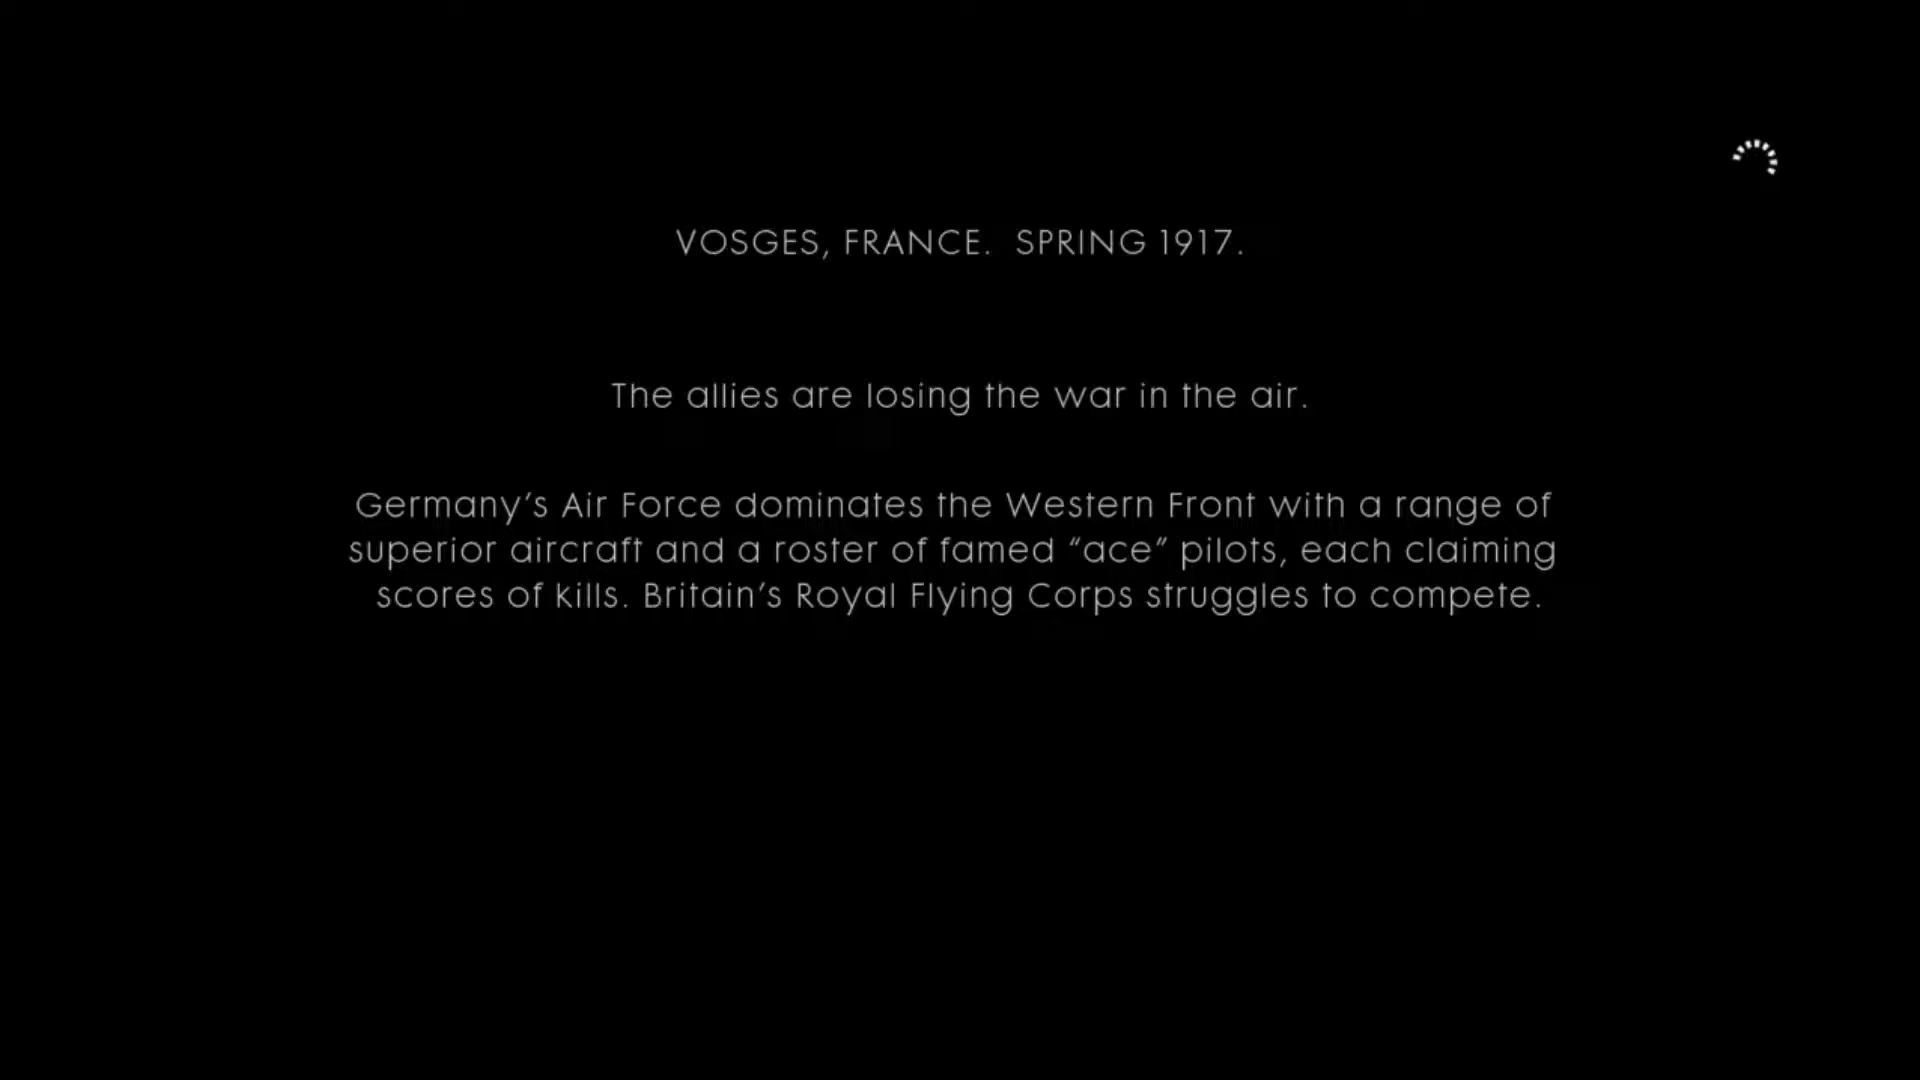 VOSGES, FRANCE.  SPRING 1917.
The allies are losing the war in the air.
Germany’s Air Force dominates the Western Front with a range of
superior aircraft and a roster of famed “ace” pilots, each claiming
scores of kills. Britain’s Royal Flying Corps struggles to compete.